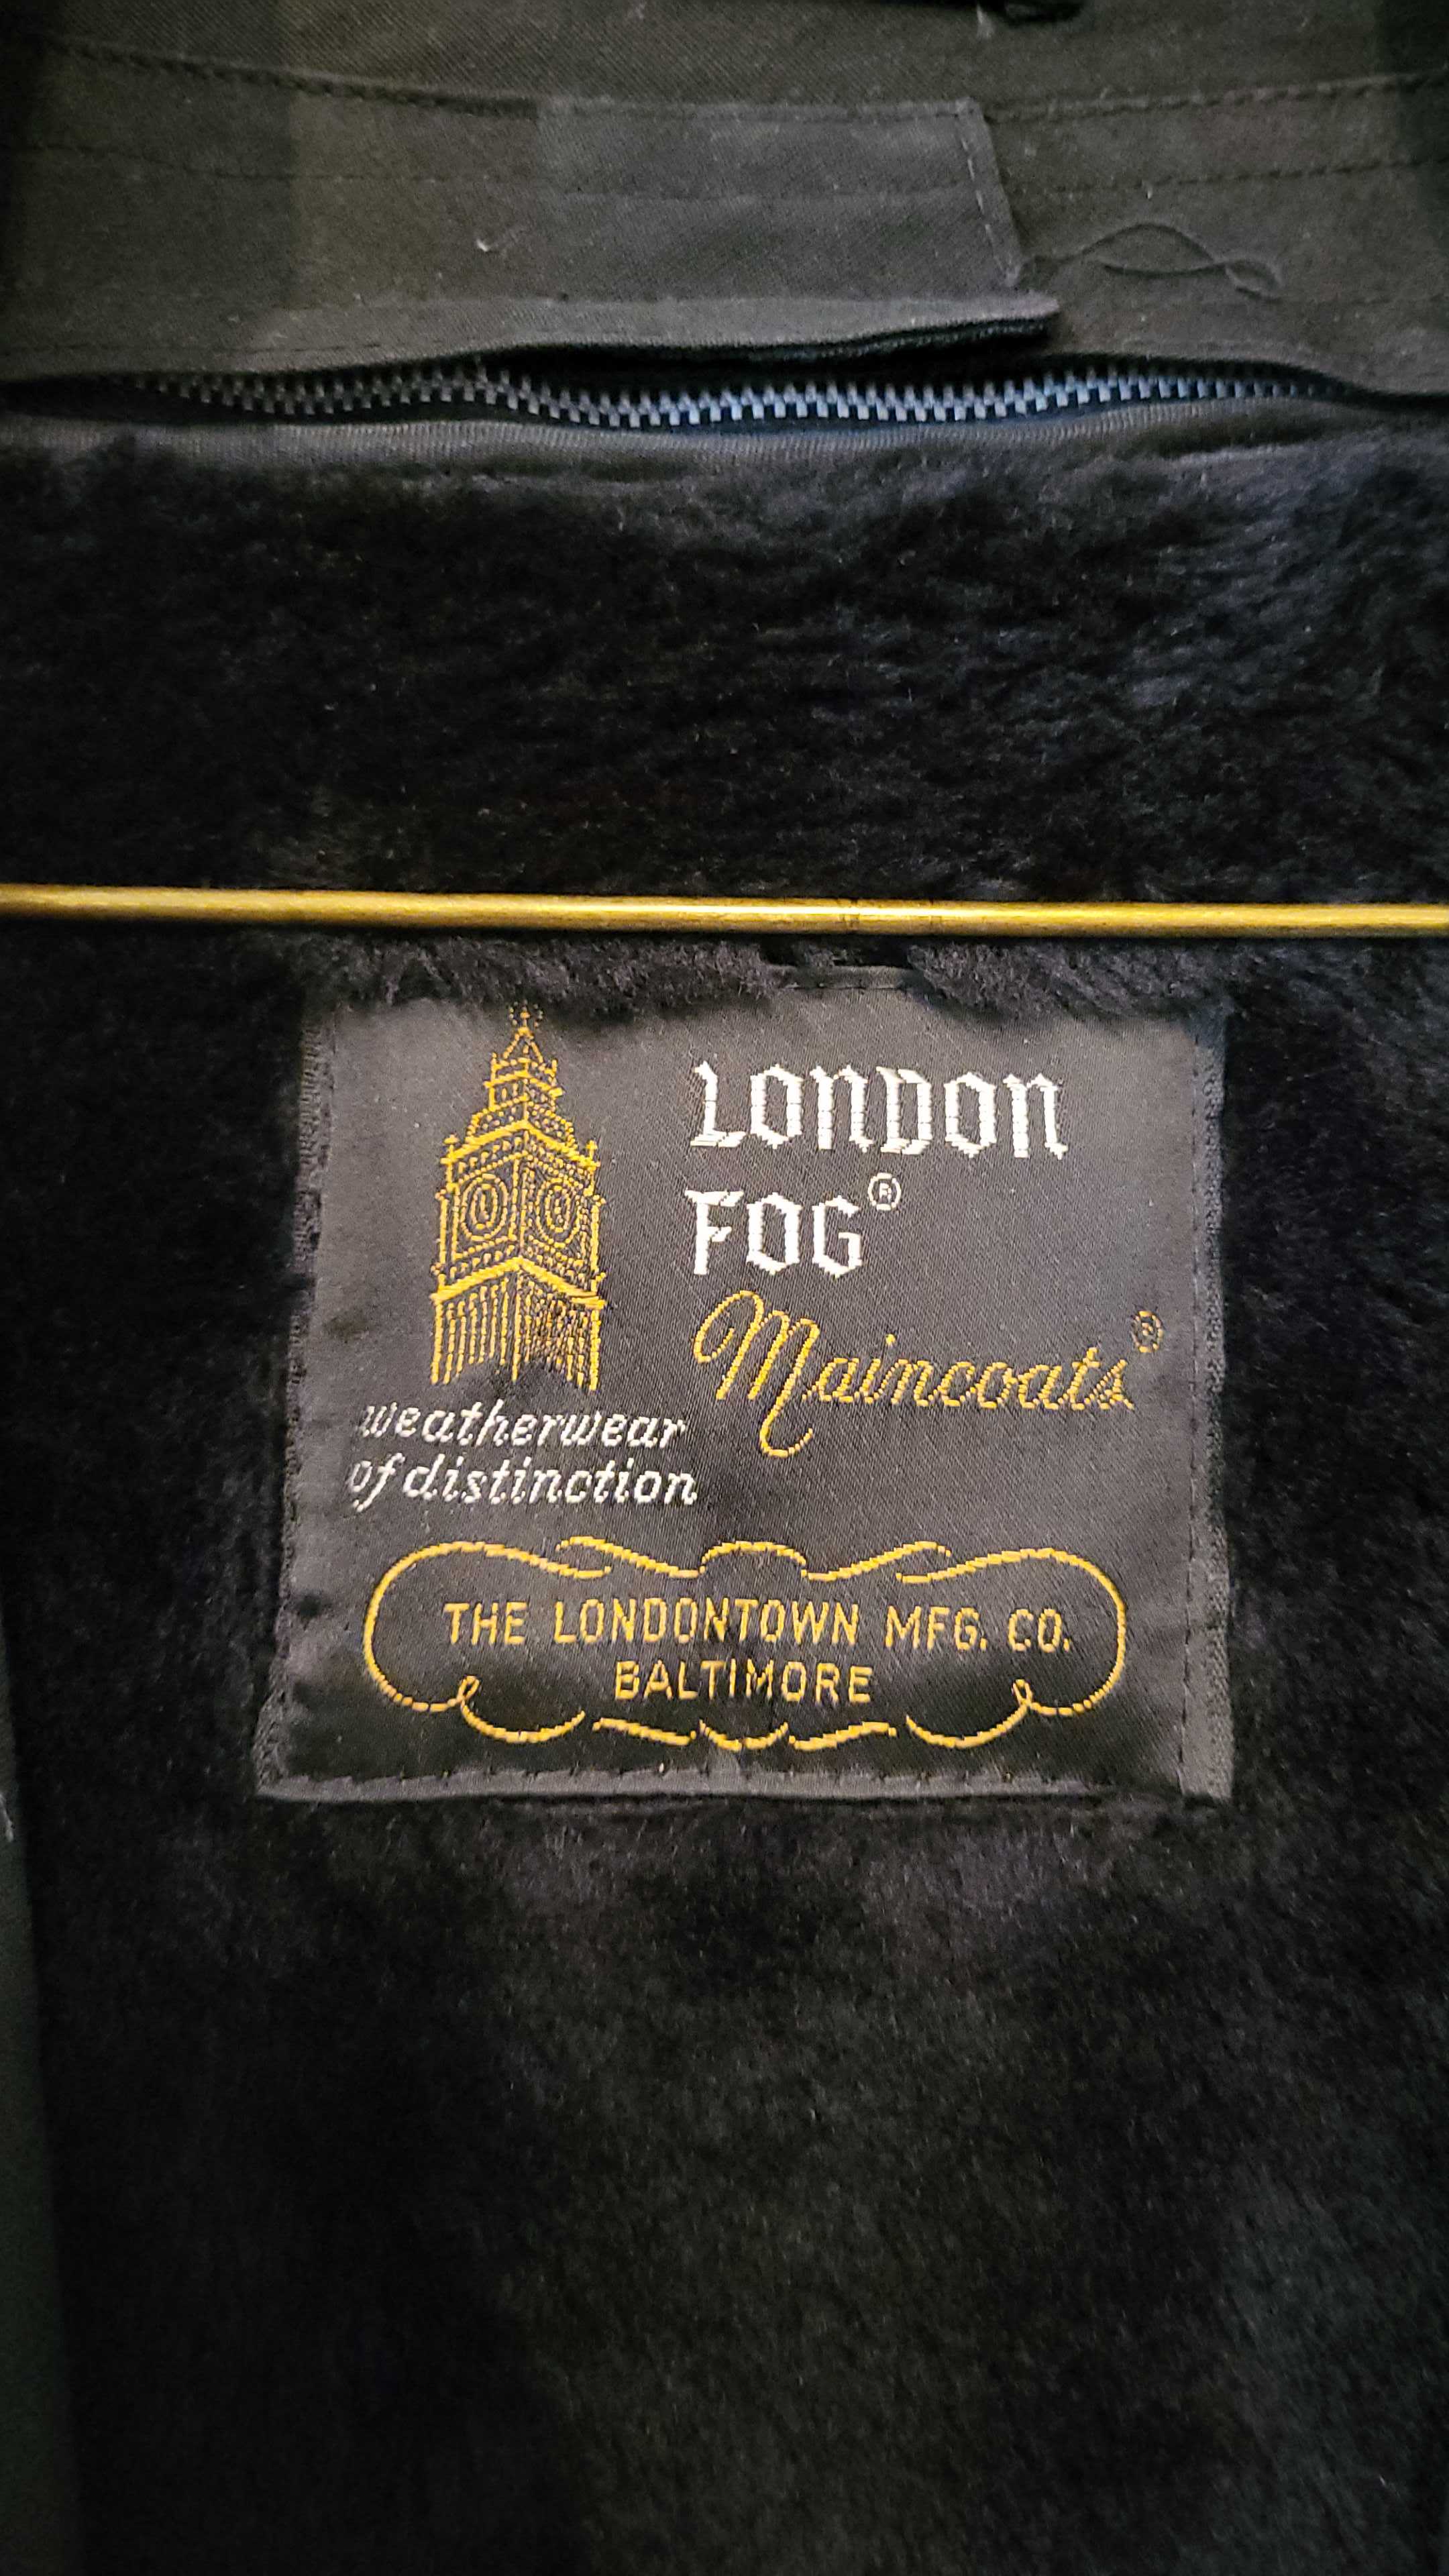 LONDON
FOG®
Maincoats®
weatherwear
of distinction
THE LONDONTOWN MFG. CO.
BALTIMORE